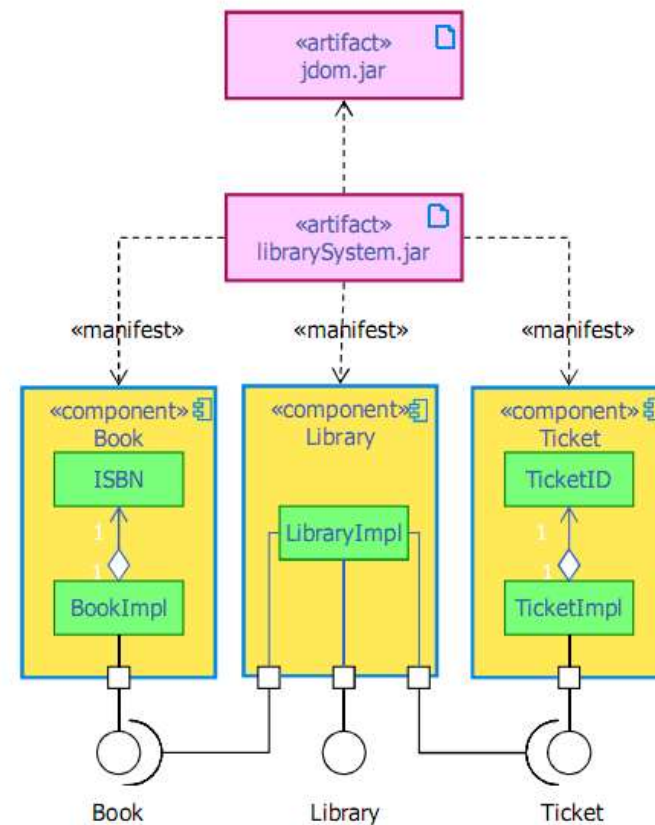 «artifact»
jdom.jar
«artifact»
librarySystem.jar
«manifest»
«manifest»
«manifest»
«component»
Book
ISBN
1
1
BookImpl
«component»
Library
LibraryImpl
«component»
Ticket
TicketID
1
1
TicketImpl
Book
Library
Ticket